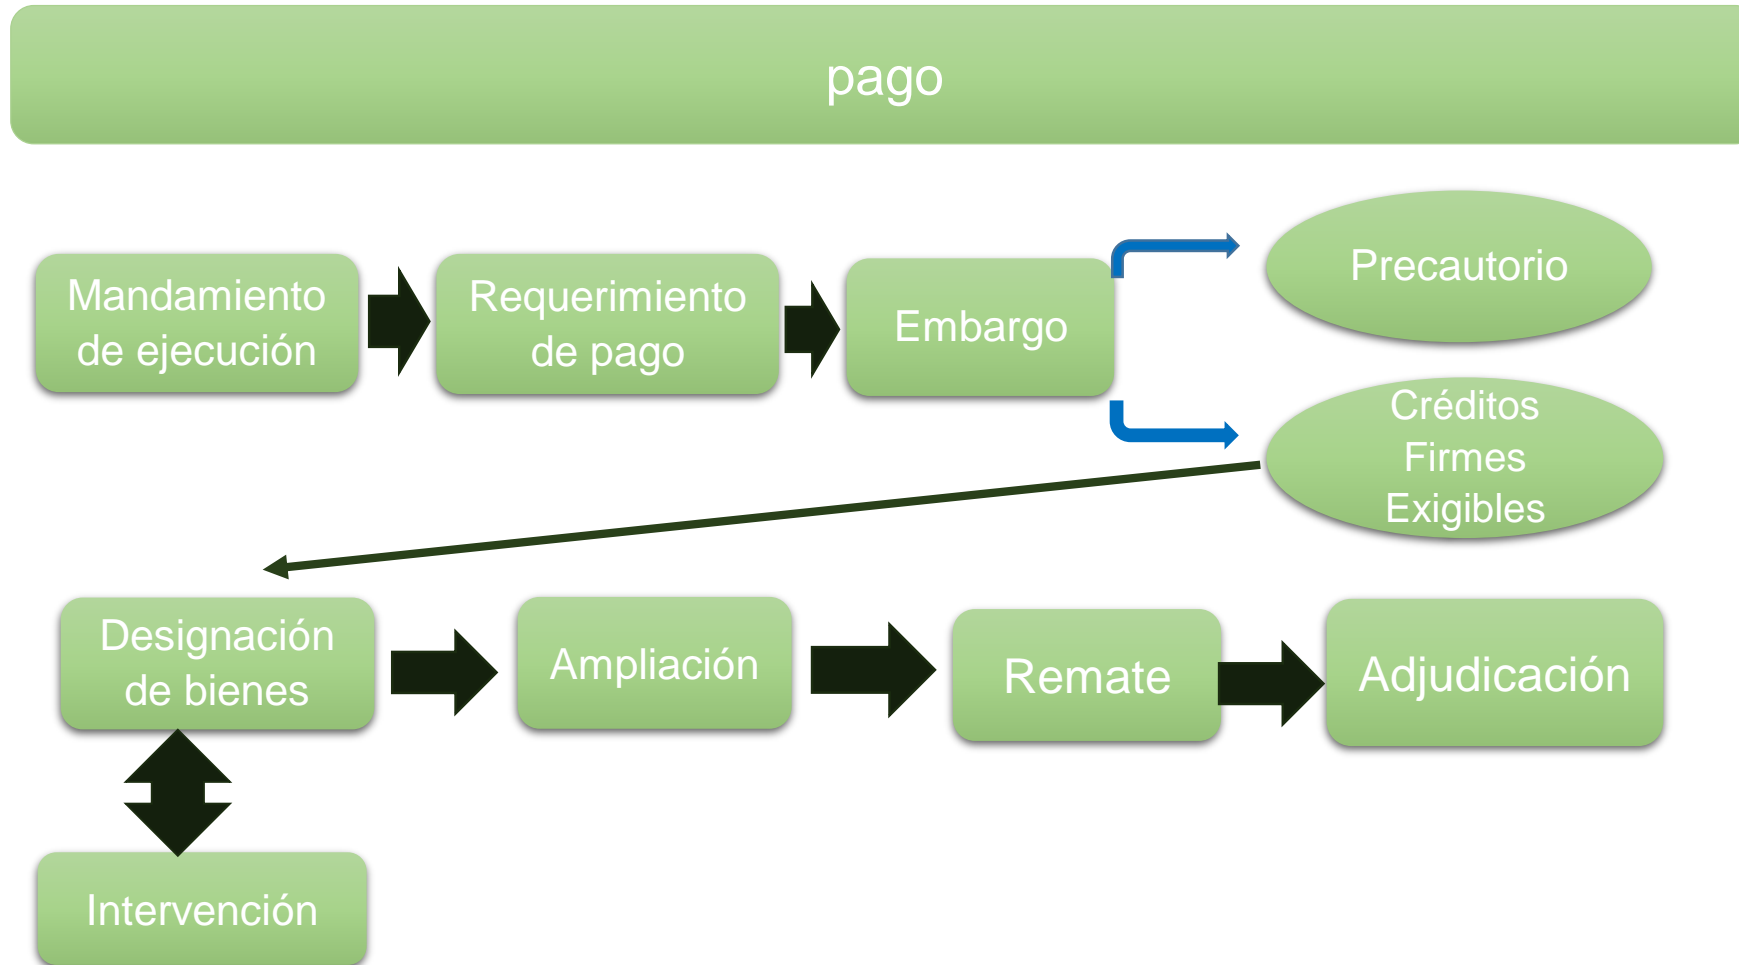 pago
Mandamiento
de ejecución
Requerimiento
de pago
Embargo
Precautorio
Créditos
Firmes
Exigibles
Designación
de bienes
Ampliación
Remate
Adjudicación
Intervención